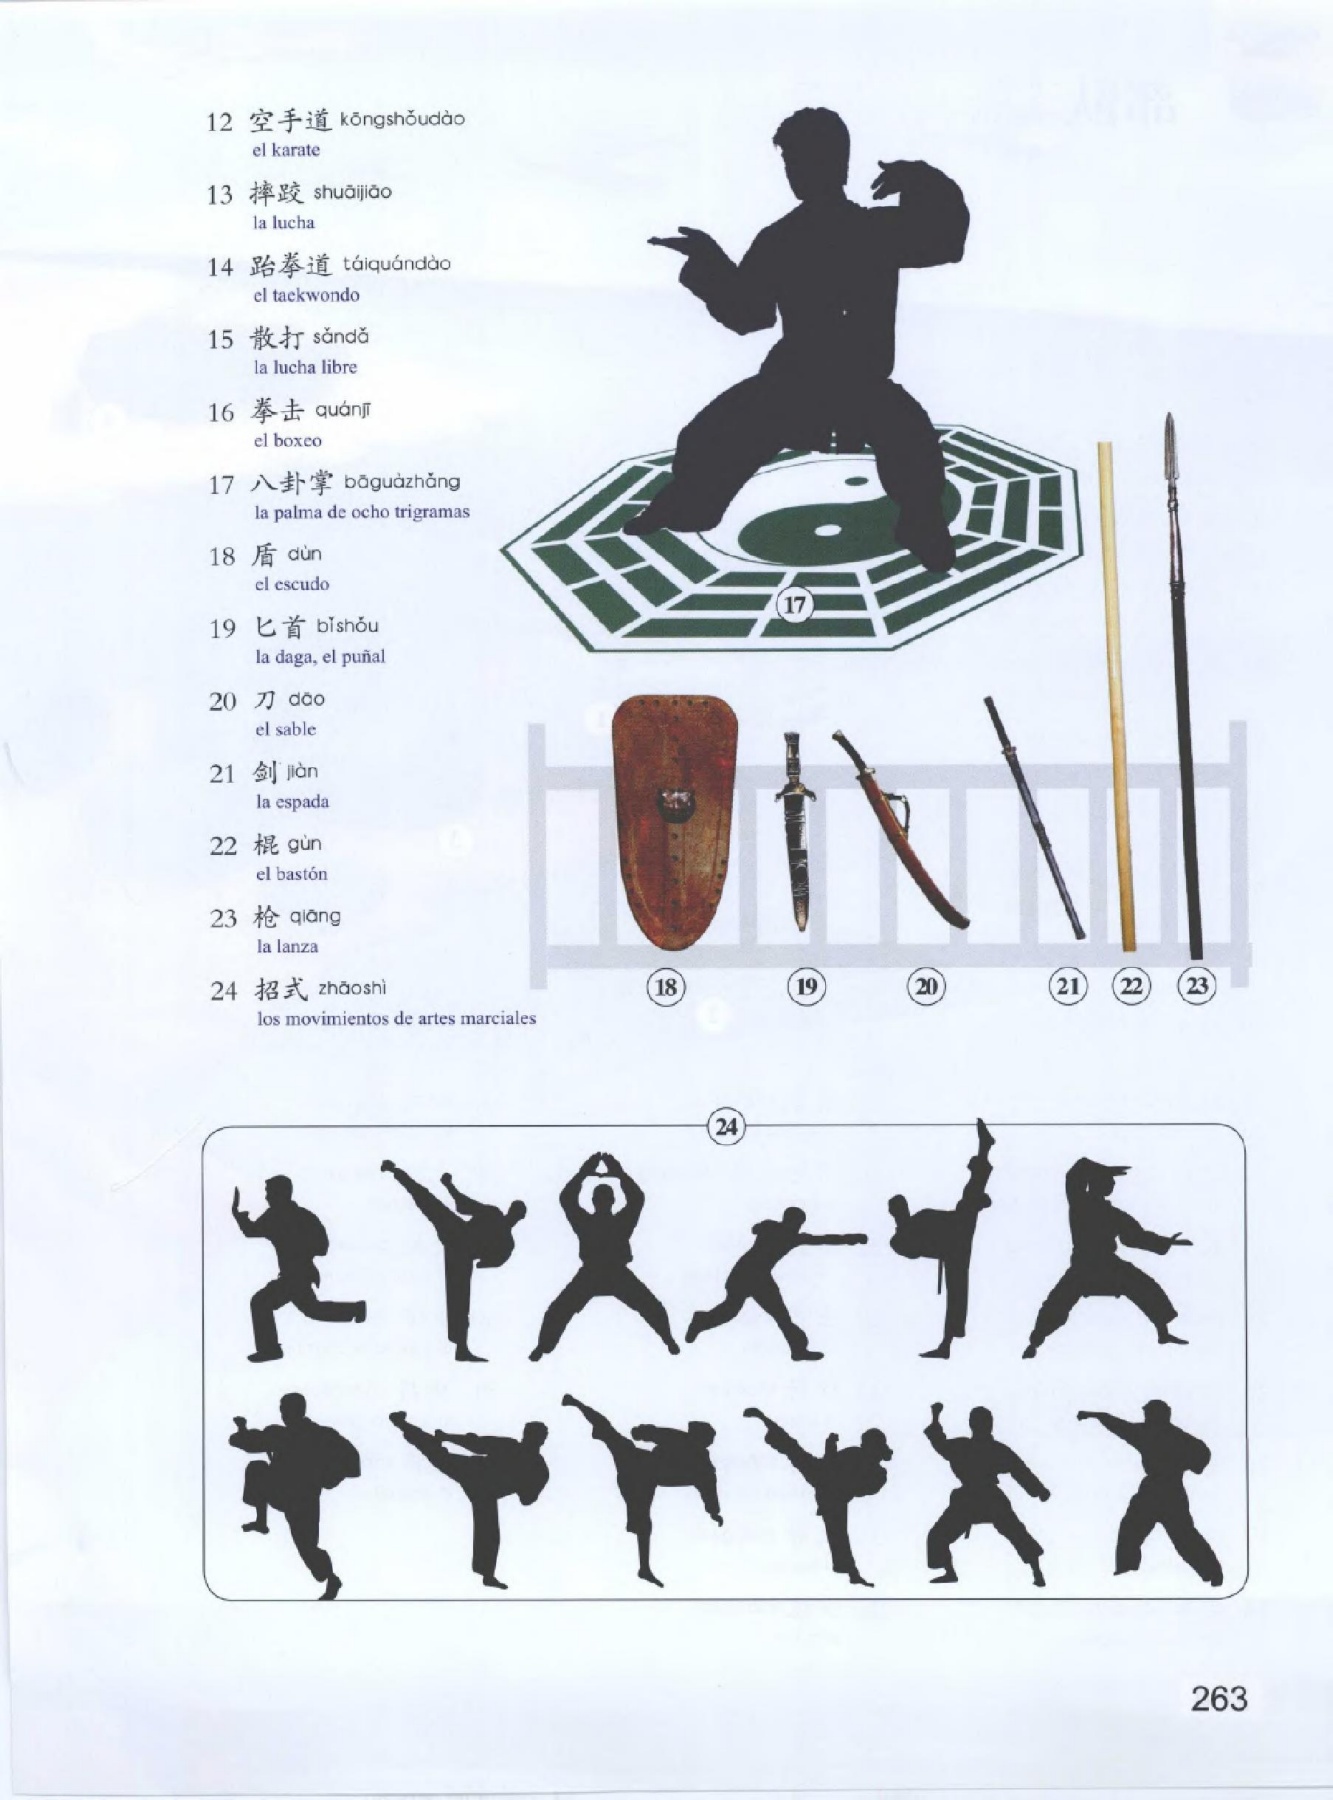 12 空手道 kōngshǒudào
el karate
13 摔跤 shuāijiāo
la lucha
14 跆拳道 táiquándào
el taekwondo
15 散打 sǎndǎ
la lucha libre
16 拳击 quánjī
el boxeo
17 八卦掌 bāguàzhǎng
la palma de ocho trigramas
18 盾 dùn
el escudo
19 匕首 bǐshǒu
la daga, el puñal
20 刀 dāo
el sable
21 剑 jiàn
la espada
22 棍 gùn
el bastón
23 枪 qiāng
la lanza
24 招式 zhāoshì
los movimientos de artes marciales
17
18 19 20 21 22 23
24
263